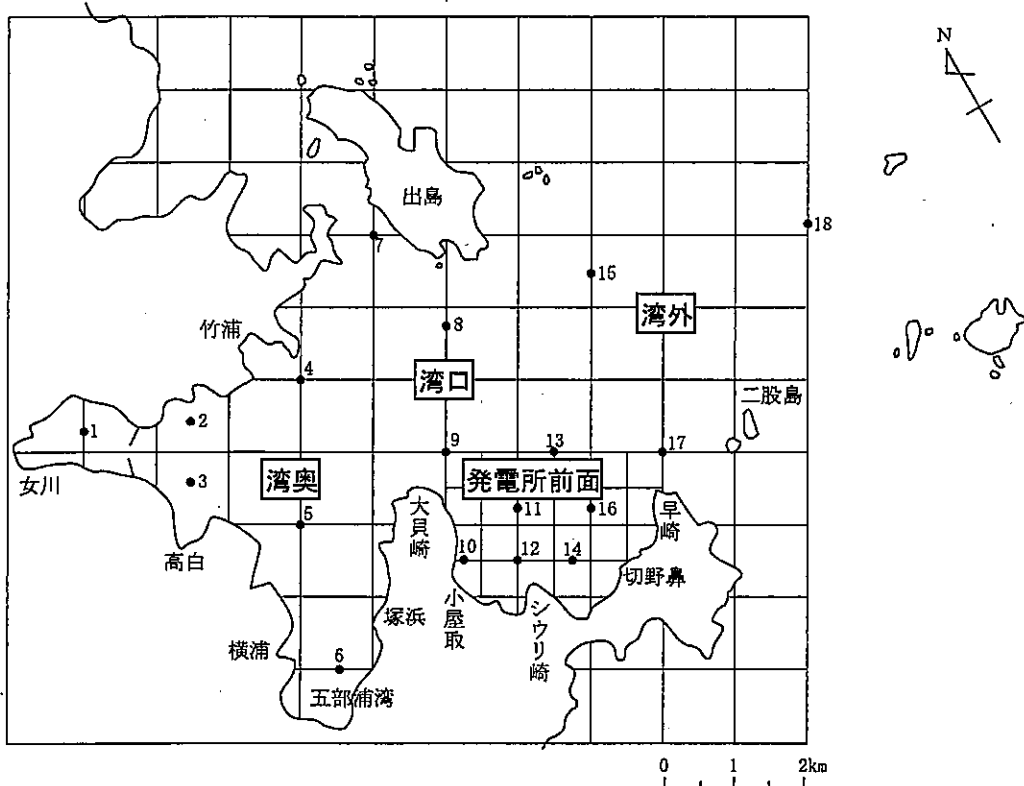 N
出島
18
7
15
湾外
8
竹浦
4
湾口
二股島
2
1
9
13
17
女川
3
湾奥
発電所前面
5
大貝崎
11
16
早崎
高白
10
12
14
切野鼻
小屋取
シウリ崎
塚浜
横浦
6
五部浦湾
0 1 2km